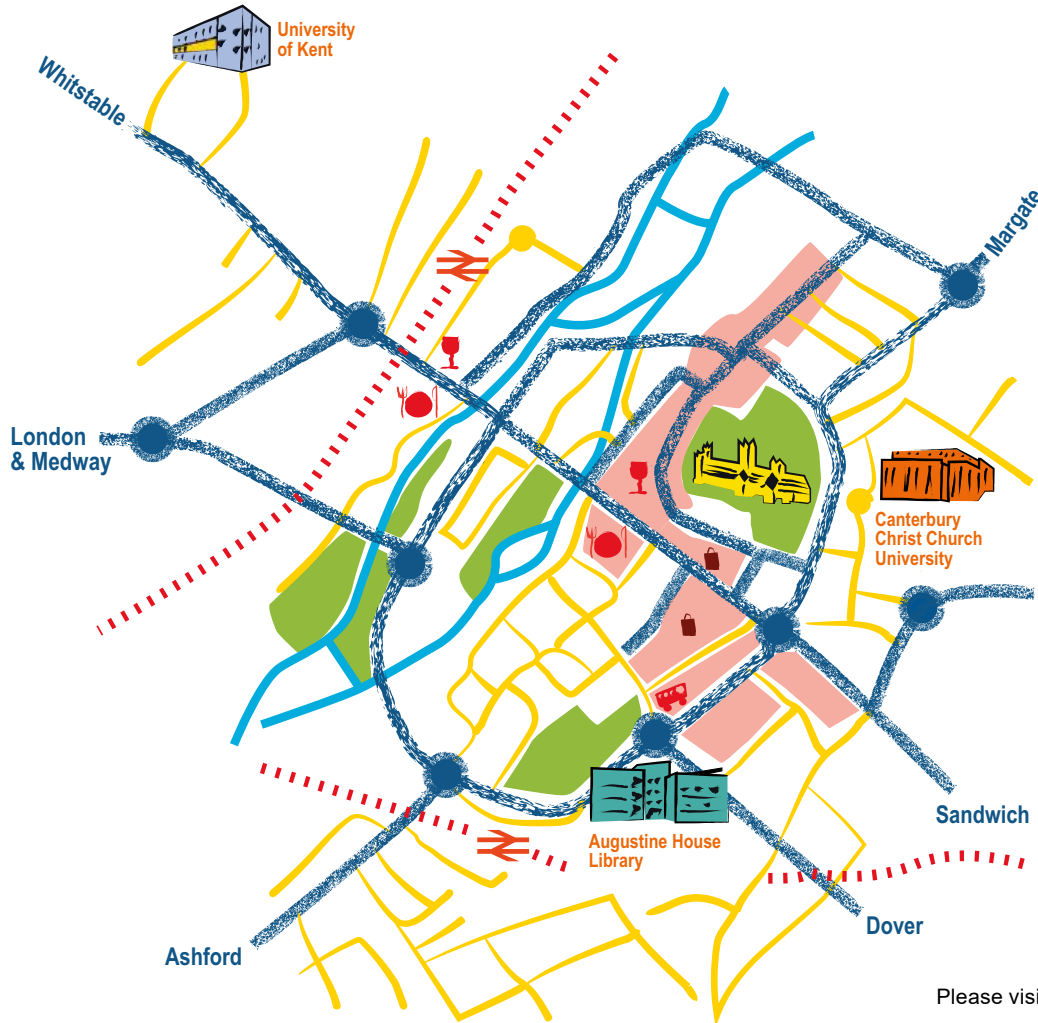 University
of Kent
Whitstable
Margate
London
& Medway
Canterbury
Christ Church
University
Sandwich
Augustine House
Library
Dover
Ashford
Please visi